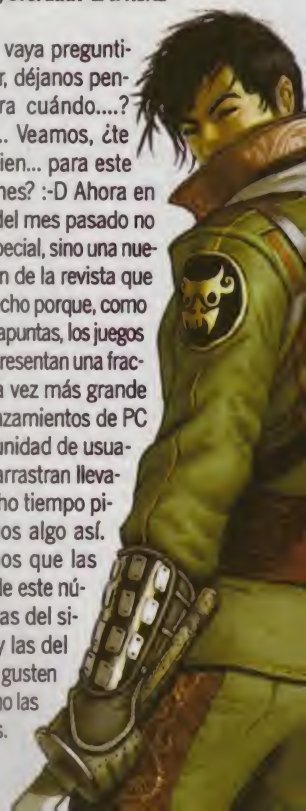 vaya pregunti-
r, déjanos pen-
ra cuándo....?
... Veamos, ¿te
ien... para este
nes? :-D Ahora en
del mes pasado no
pecial, sino una nue-
n de la revista que
cho porque, como
apuntas, los juegos
resentan una frac-
a vez más grande
nzamientos de PC
unidad de usua-
arrastran lleva-
ho tiempo pi-
os algo así.
os que las
de este nú-
as del si-
y las del
gusten
no las
s.